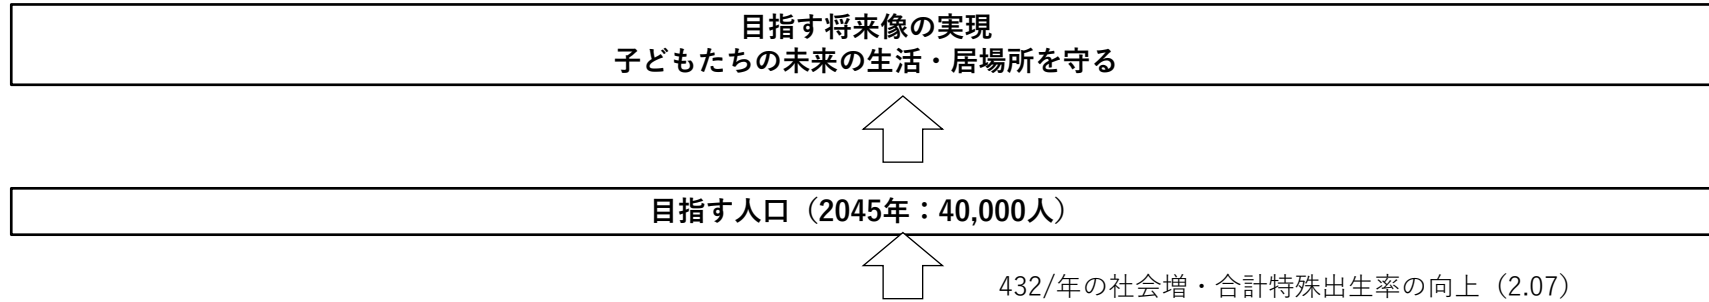 目指す将来像の実現
子どもたちの未来の生活・居場所を守る
目指す人口（2045年：40,000人）
432/年の社会増・合計特殊出生率の向上（2.07）